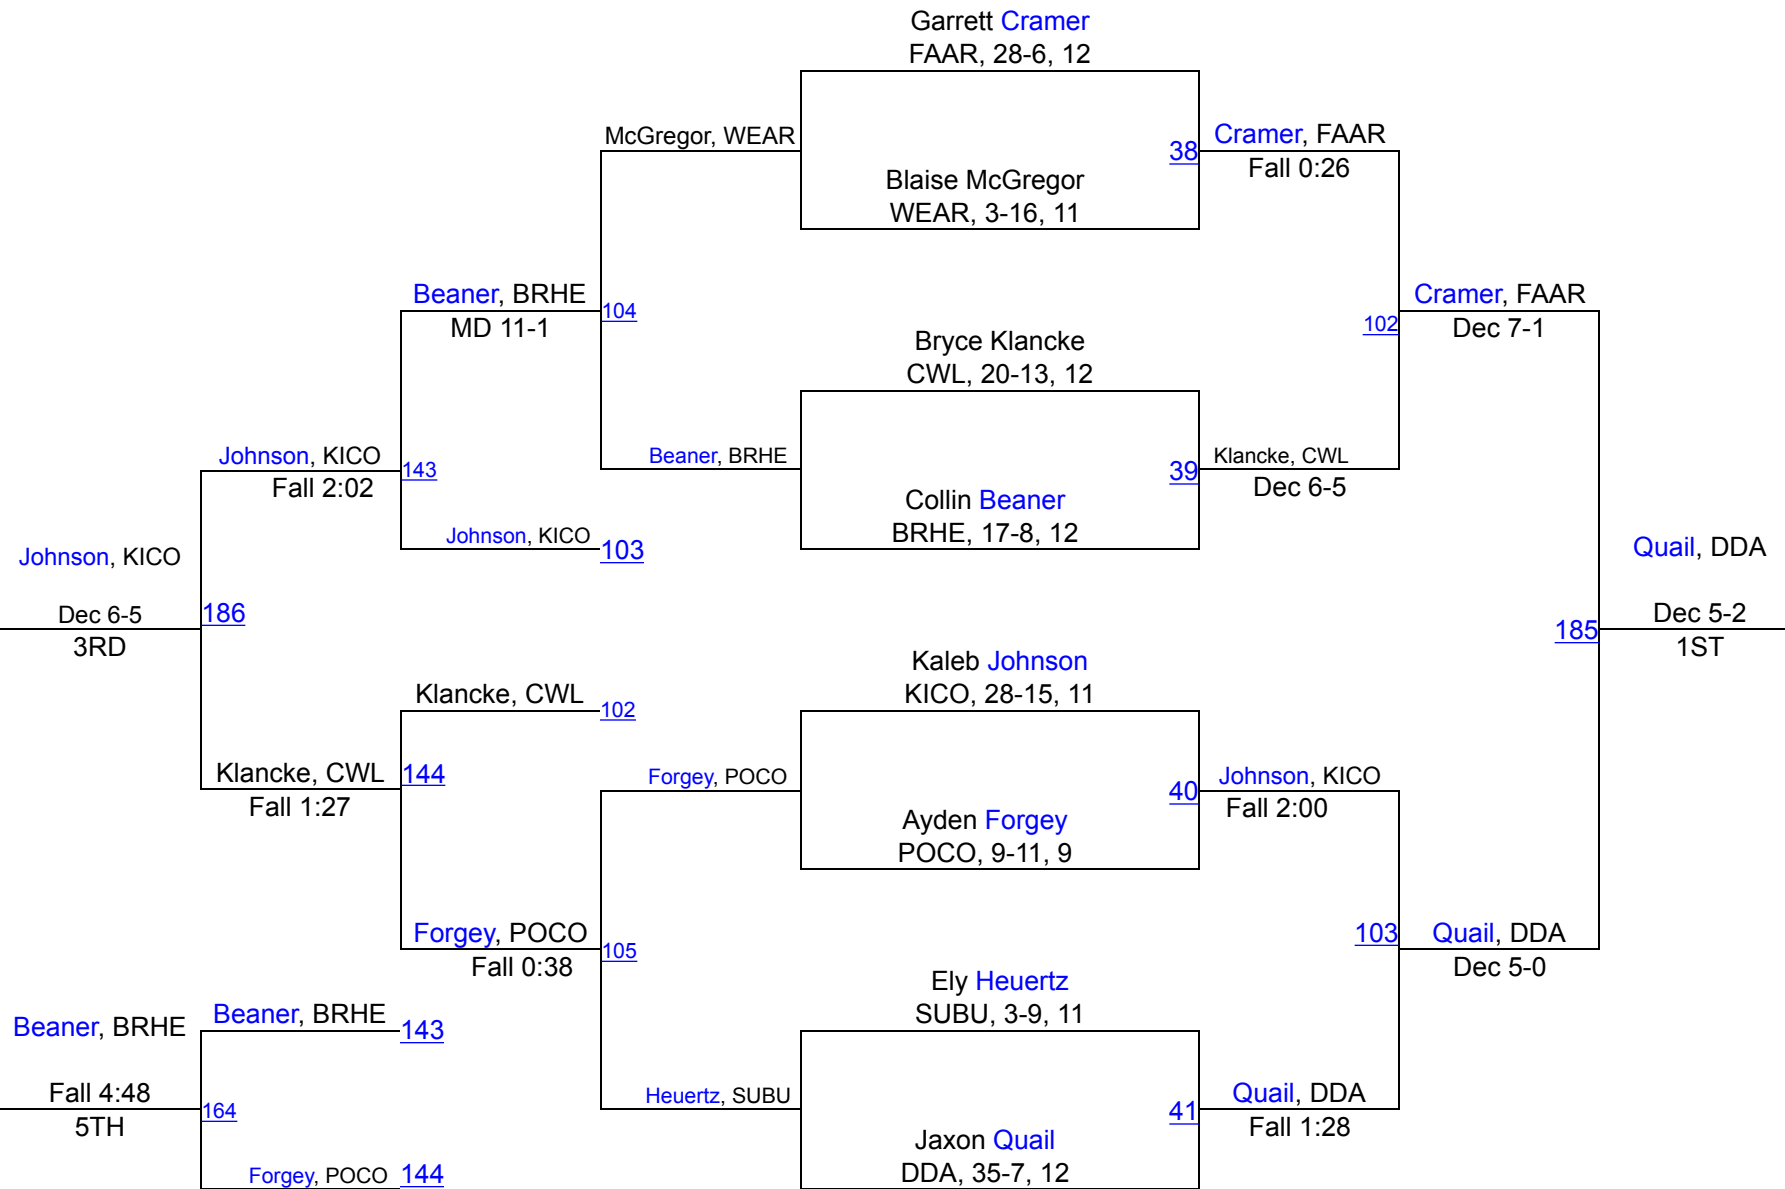 Garrett Cramer
FAAR, 28-6, 12
McGregor, WEAR
38
Cramer, FAAR
Fall 0:26
Blaise McGregor
WEAR, 3-16, 11
Beaner, BRHE
MD 11-1
104
Cramer, FAAR
Dec 7-1
102
Bryce Klancke
CWL, 20-13, 12
Johnson, KICO
Fall 2:02
143
Beaner, BRHE
39
Klancke, CWL
Dec 6-5
Collin Beaner
BRHE, 17-8, 12
Johnson, KICO
103
Johnson, KICO
Dec 6-5
3RD
186
Quail, DDA
Dec 5-2
1ST
185
Kaleb Johnson
KICO, 28-15, 11
Klancke, CWL
102
Klancke, CWL
Fall 1:27
144
Forgey, POCO
40
Johnson, KICO
Fall 2:00
Ayden Forgey
POCO, 9-11, 9
Forgey, POCO
Fall 0:38
105
103
Quail, DDA
Dec 5-0
Ely Heuertz
SUBU, 3-9, 11
Beaner, BRHE
Beaner, BRHE
143
Fall 4:48
5TH
164
Heuertz, SUBU
41
Quail, DDA
Fall 1:28
Jaxon Quail
DDA, 35-7, 12
Forgey, POCO
144